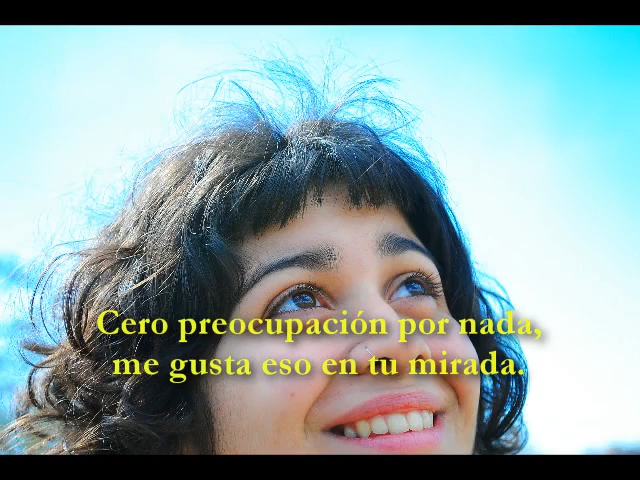 Cero preocupación por nada,
me gusta eso en tu mirada.